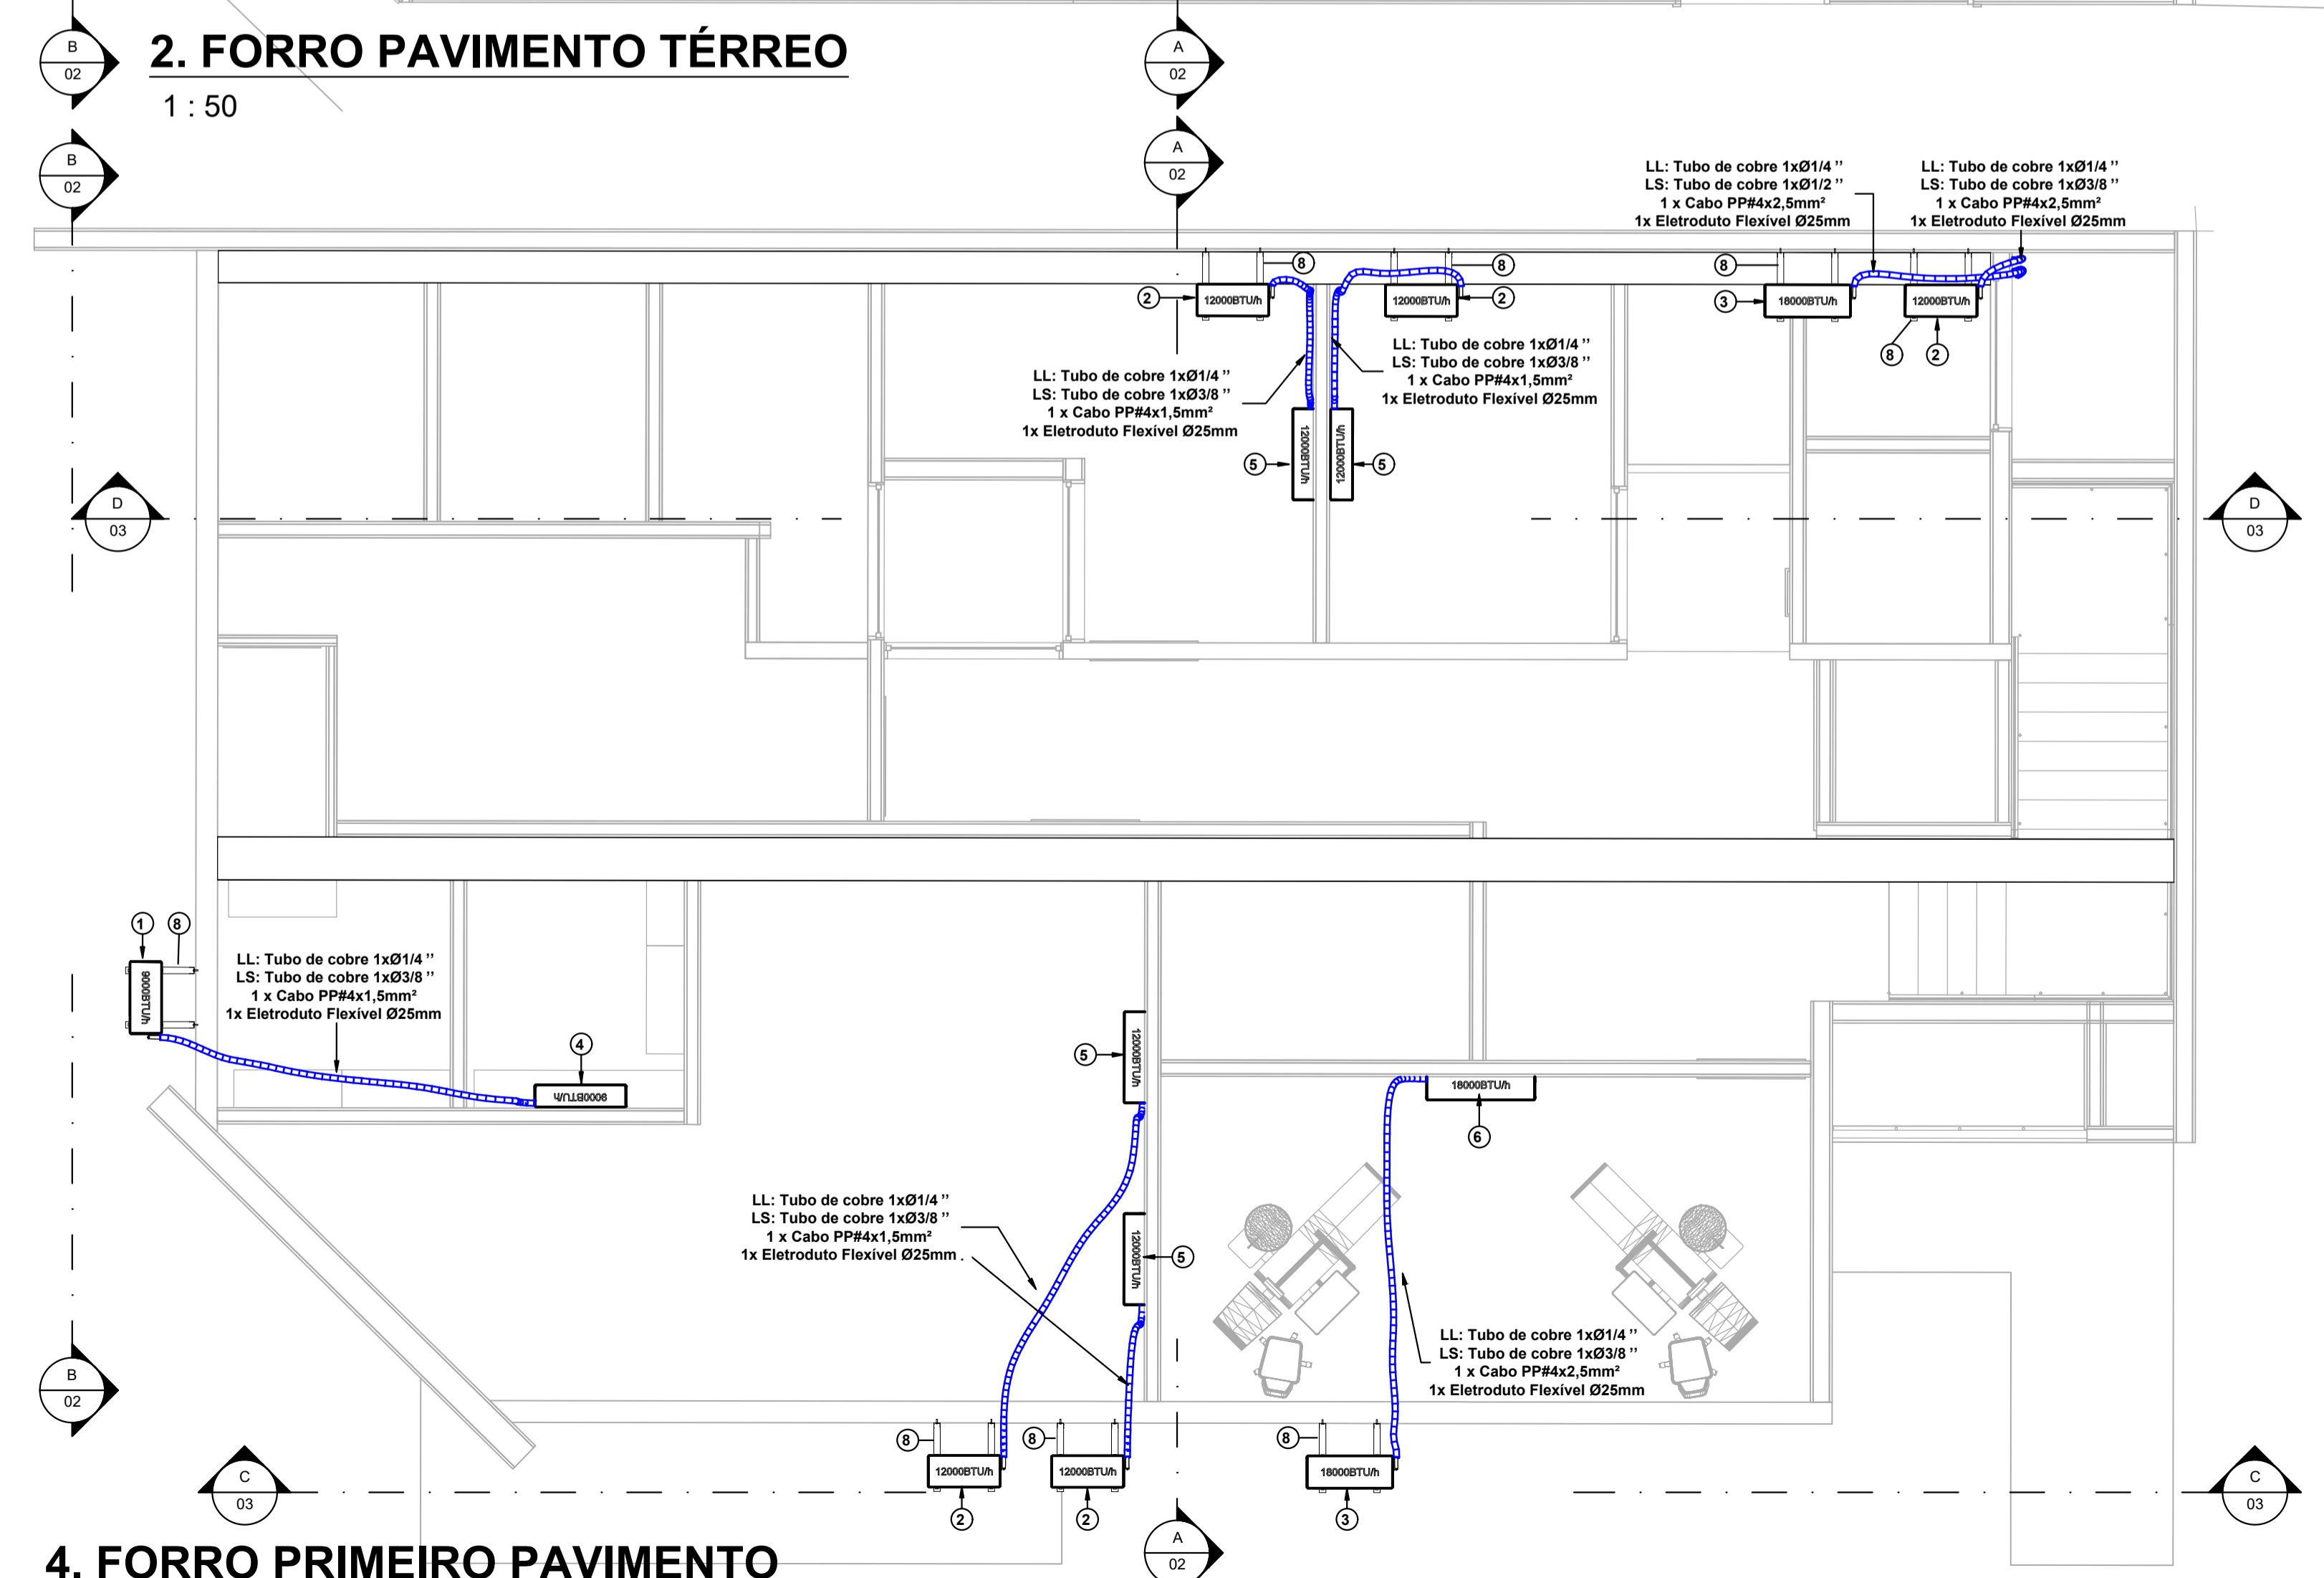 B
02
2. FORRO PAVIMENTO TÉRREO
1 : 50
A
02
B
02
A
02
LL: Tubo de cobre 1xØ1/4 ’’
LS: Tubo de cobre 1xØ1/2 ’’
1 x Cabo PP#4x2,5mm²
1x Eletroduto Flexível Ø25mm
LL: Tubo de cobre 1xØ1/4 ’’
LS: Tubo de cobre 1xØ3/8 ’’
1 x Cabo PP#4x2,5mm²
1x Eletroduto Flexível Ø25mm
8
8
8
2
12000BTU/h
12000BTU/h
2
3
18000BTU/h
12000BTU/h
8
2
LL: Tubo de cobre 1xØ1/4 ’’
LS: Tubo de cobre 1xØ3/8 ’’
1 x Cabo PP#4x1,5mm²
1x Eletroduto Flexível Ø25mm
LL: Tubo de cobre 1xØ1/4 ’’
LS: Tubo de cobre 1xØ3/8 ’’
1 x Cabo PP#4x1,5mm²
1x Eletroduto Flexível Ø25mm
5
12000BTU/h
12000BTU/h
5
D
03
D
03
1
8
9000BTU/h
LL: Tubo de cobre 1xØ1/4 ’’
LS: Tubo de cobre 1xØ3/8 ’’
1 x Cabo PP#4x1,5mm²
1x Eletroduto Flexível Ø25mm
4
9000BTU/h
5
12000BTU/h
18000BTU/h
6
LL: Tubo de cobre 1xØ1/4 ’’
LS: Tubo de cobre 1xØ3/8 ’’
1 x Cabo PP#4x1,5mm²
1x Eletroduto Flexível Ø25mm .
12000BTU/h
5
LL: Tubo de cobre 1xØ1/4 ’’
LS: Tubo de cobre 1xØ3/8 ’’
1 x Cabo PP#4x2,5mm²
1x Eletroduto Flexível Ø25mm
B
02
8
8
8
12000BTU/h
12000BTU/h
18000BTU/h
2
2
3
C
03
C
03
A
02
4. FORRO PRIMEIRO PAVIMENTO